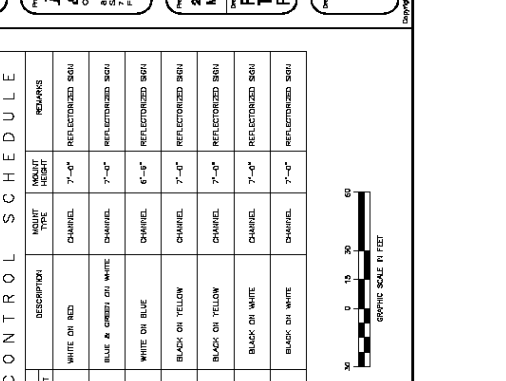 CONTROL SCHEDULE
DESCRIPTION MOUNT TYPE MOUNT HEIGHT REMARKS
WHITE ON RED CHANNEL 7'-0" REFLECTORIZED SIGN
BLUE & GREEN ON WHITE CHANNEL 7'-0" REFLECTORIZED SIGN
WHITE ON BLUE CHANNEL REFLECTORIZED SIGN
BLACK ON YELLOW CHANNEL 7'-0" REFLECTORIZED SIGN
BLACK ON YELLOW CHANNEL 7'-0" REFLECTORIZED SIGN
BLACK ON WHITE CHANNEL 7'-0" REFLECTORIZED SIGN
BLACK ON WHITE CHANNEL 7'-0" REFLECTORIZED SIGN
0 15 30 60
GRAPHIC SCALE IN FEET